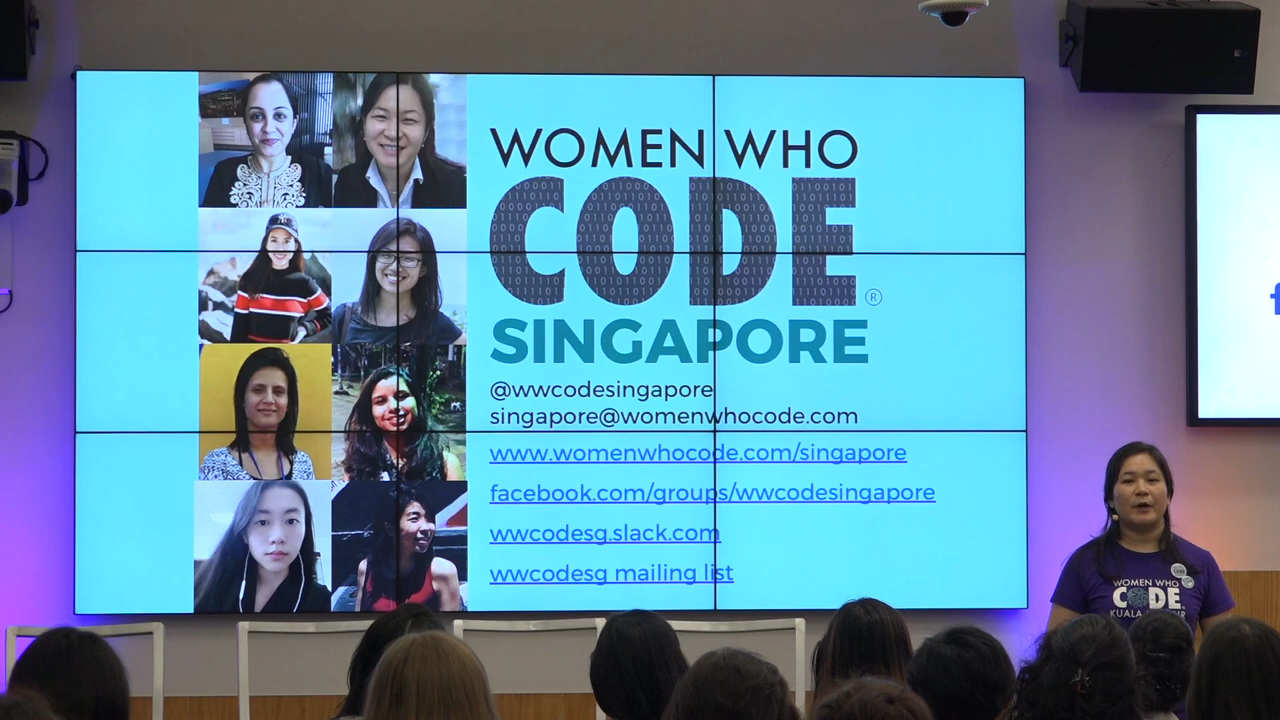 WOMEN WHO
CODE®
SINGAPORE
@wwcodesingapore
singapore@womenwhocode.com
www.womenwhocode.com/singapore
facebook.com/groups/wwcodesingapore
wwcodesg.slack.com
wwcodesg mailing list
f
WOMEN WHO
CODE
KUALA